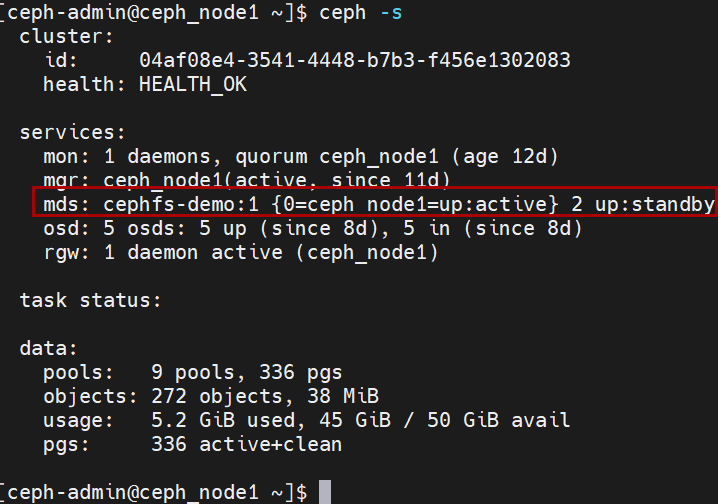 [ceph-admin@ceph_node1 ~]$ ceph -s
  cluster:
    id:     04af08e4-3541-4448-b7b3-f456e1302083
    health: HEALTH_OK

  services:
    mon: 1 daemons, quorum ceph_node1 (age 12d)
    mgr: ceph_node1(active, since 11d)
    mds: cephfs-demo:1 {0=ceph_node1=up:active} 2 up:standby
    osd: 5 osds: 5 up (since 8d), 5 in (since 8d)
    rgw: 1 daemon active (ceph_node1)

  task status:

  data:
    pools:   9 pools, 336 pgs
    objects: 272 objects, 38 MiB
    usage:   5.2 GiB used, 45 GiB / 50 GiB avail
    pgs:     336 active+clean

[ceph-admin@ceph_node1 ~]$